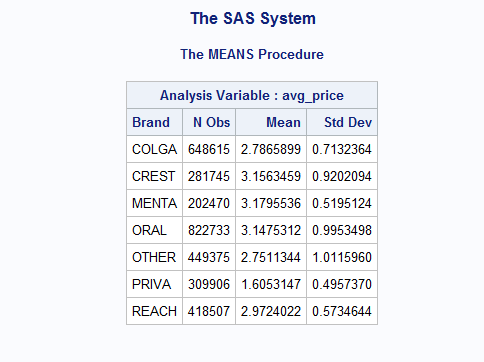 The SAS System
The MEANS Procedure
Analysis Variable : avg_price
Brand N Obs Mean Std Dev
COLGA 648615 2.7865899 0.7132364
CREST 281745 3.1563459 0.9202094
MENTA 202470 3.1795536 0.5195124
ORAL 822733 3.1475312 0.9953498
OTHER 449375 2.7511344 1.0115960
PRIVA 309906 1.6053147 0.4957370
REACH 418507 2.9724022 0.5734644